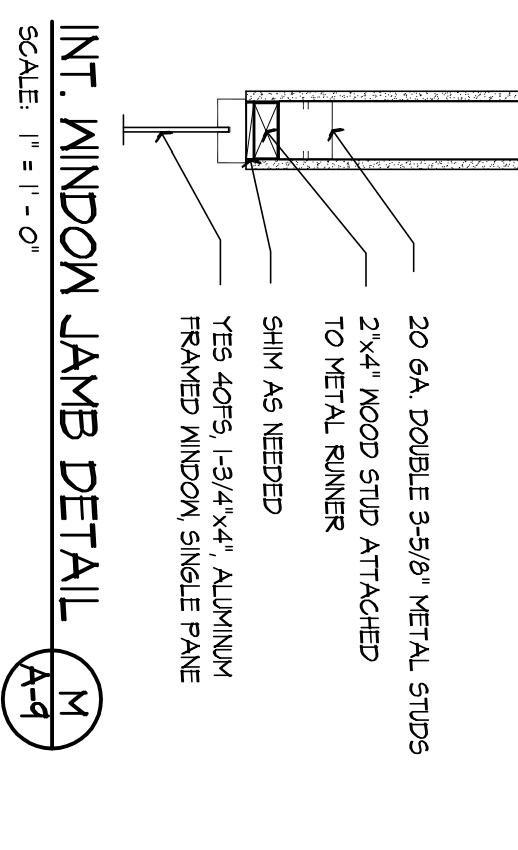 20 GA. DOUBLE 3-5/8" METAL STUDS
2"x4" WOOD STUD ATTACHED
TO METAL RUNNER
SHIM AS NEEDED
YES 40FS, 1-3/4"x4", ALUMINUM
FRAMED WINDOW, SINGLE PANE
INT. WINDOW JAMB DETAIL
SCALE: 1" = 1' - 0"
M
A-9